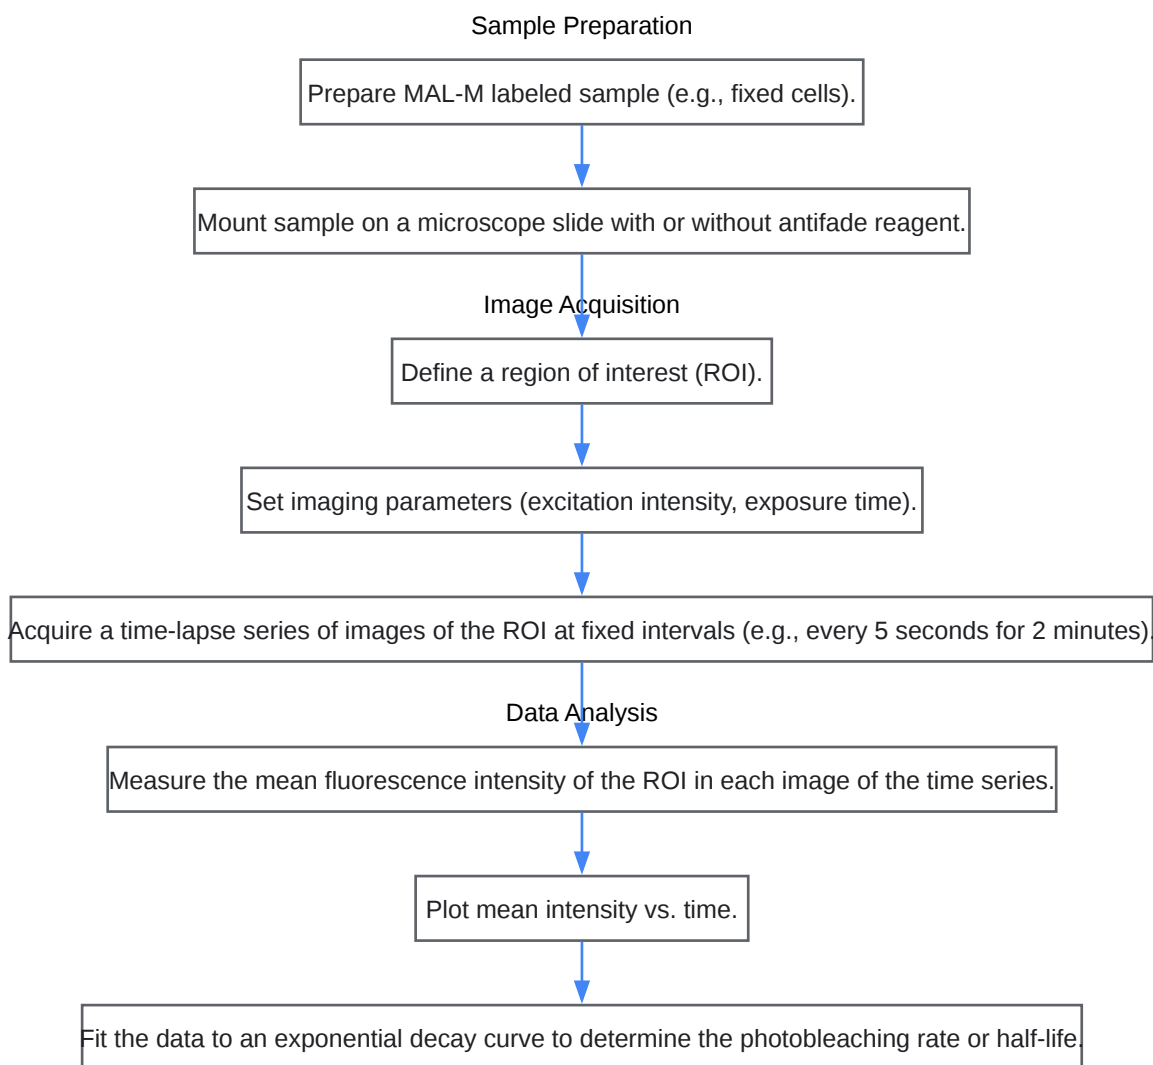 Sample Preparation
Prepare MAL-M labeled sample (e.g., fixed cells).
Mount sample on a microscope slide with or without antifade reagent.
Image Acquisition
Define a region of interest (ROI).
Set imaging parameters (excitation intensity, exposure time).
Acquire a time-lapse series of images of the ROI at fixed intervals (e.g., every 5 seconds for 2 minutes).
Data Analysis
Measure the mean fluorescence intensity of the ROI in each image of the time series.
Plot mean intensity vs. time.
Fit the data to an exponential decay curve to determine the photobleaching rate or half-life.